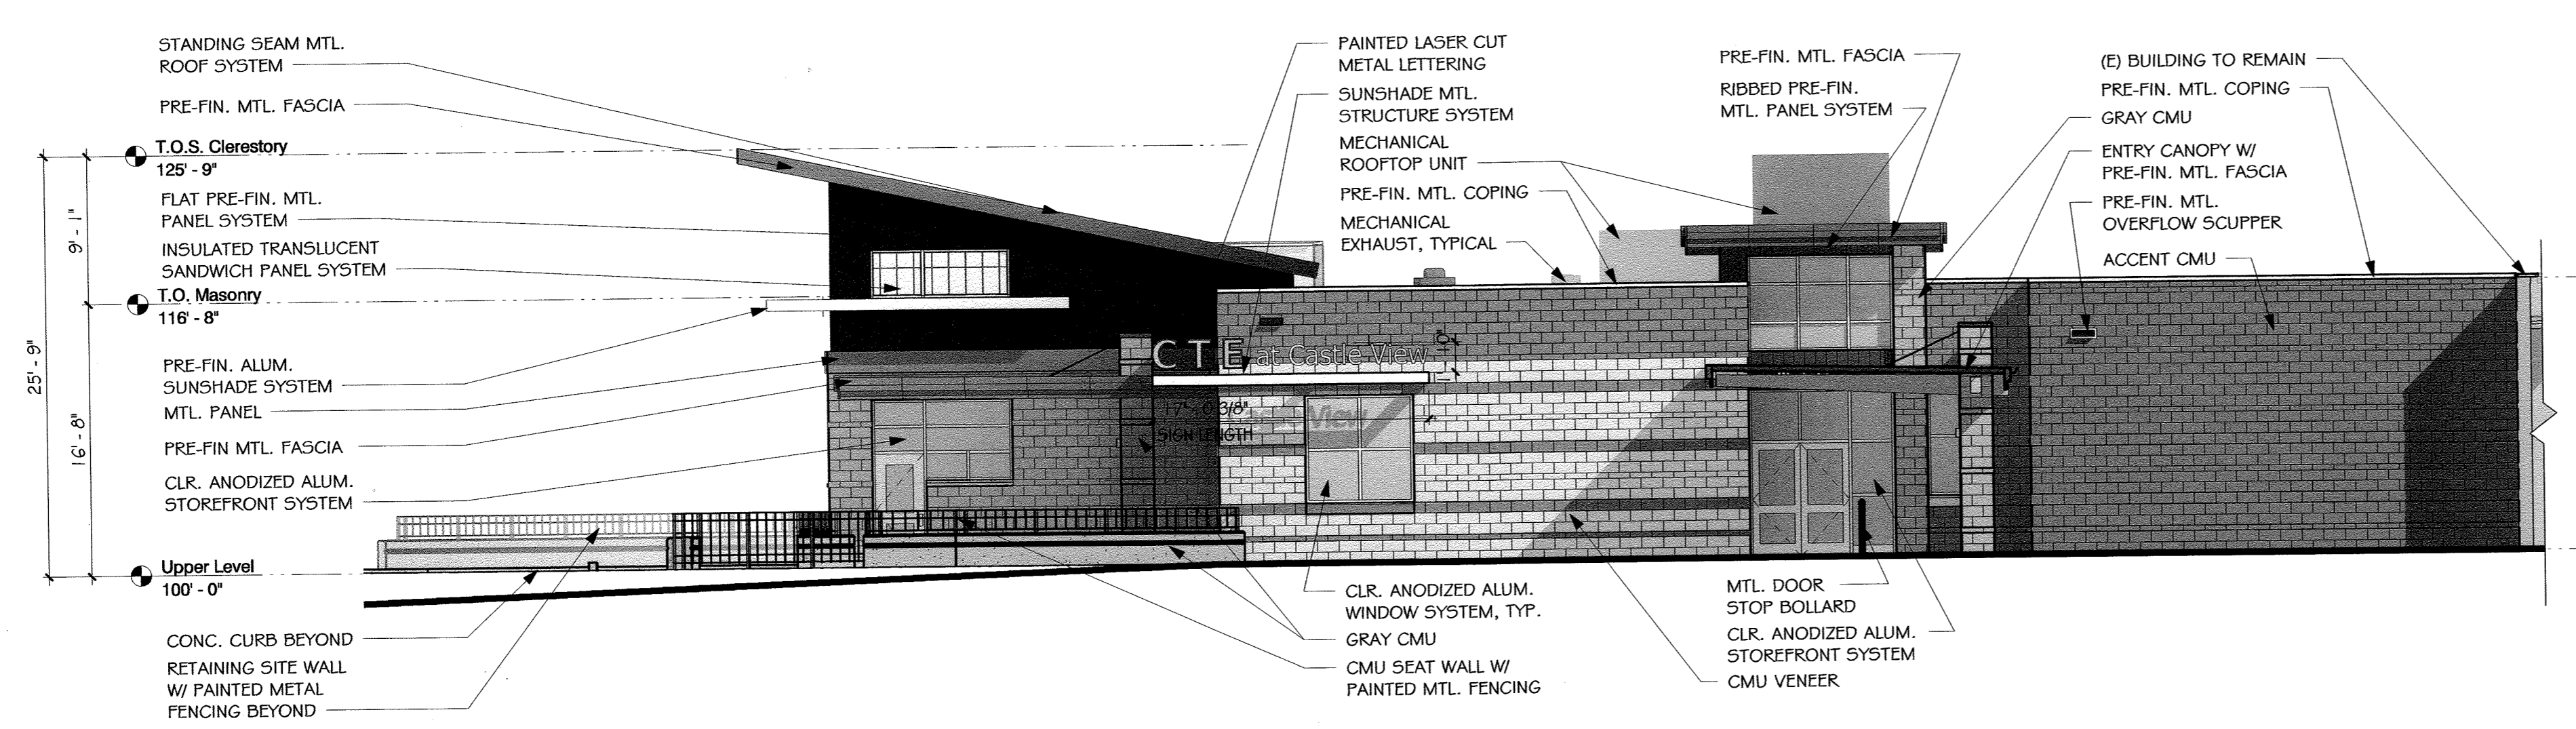 STANDING SEAM MTL.
ROOF SYSTEM
PRE-FIN. MTL. FASCIA
T.O.S. Clerestory
125' - 9"
FLAT PRE-FIN. MTL.
PANEL SYSTEM
INSULATED TRANSLUCENT
SANDWICH PANEL SYSTEM
T.O. Masonry
116' - 8"
PRE-FIN. ALUM.
SUNSHADE SYSTEM
MTL. PANEL
PRE-FIN MTL. FASCIA
CLR. ANODIZED ALUM.
STOREFRONT SYSTEM
Upper Level
100' - 0"
CONC. CURB BEYOND
RETAINING SITE WALL
W/ PAINTED METAL
FENCING BEYOND
25' - 9"
9' - 1"
16' - 8"
PAINTED LASER CUT
METAL LETTERING
SUNSHADE MTL.
STRUCTURE SYSTEM
MECHANICAL
ROOFTOP UNIT
PRE-FIN. MTL. COPING
MECHANICAL
EXHAUST, TYPICAL
CTE at Castle View
17' - 0 3/8"
View
SIGN LENGTH
CLR. ANODIZED ALUM.
WINDOW SYSTEM, TYP.
GRAY CMU
CMU SEAT WALL W/
PAINTED MTL. FENCING
PRE-FIN. MTL. FASCIA
RIBBED PRE-FIN.
MTL. PANEL SYSTEM
MTL. DOOR
STOP BOLLARD
CLR. ANODIZED ALUM.
STOREFRONT SYSTEM
CMU VENEER
(E) BUILDING TO REMAIN
PRE-FIN. MTL. COPING
GRAY CMU
ENTRY CANOPY W/
PRE-FIN. MTL. FASCIA
PRE-FIN. MTL.
OVERFLOW SCUPPER
ACCENT CMU